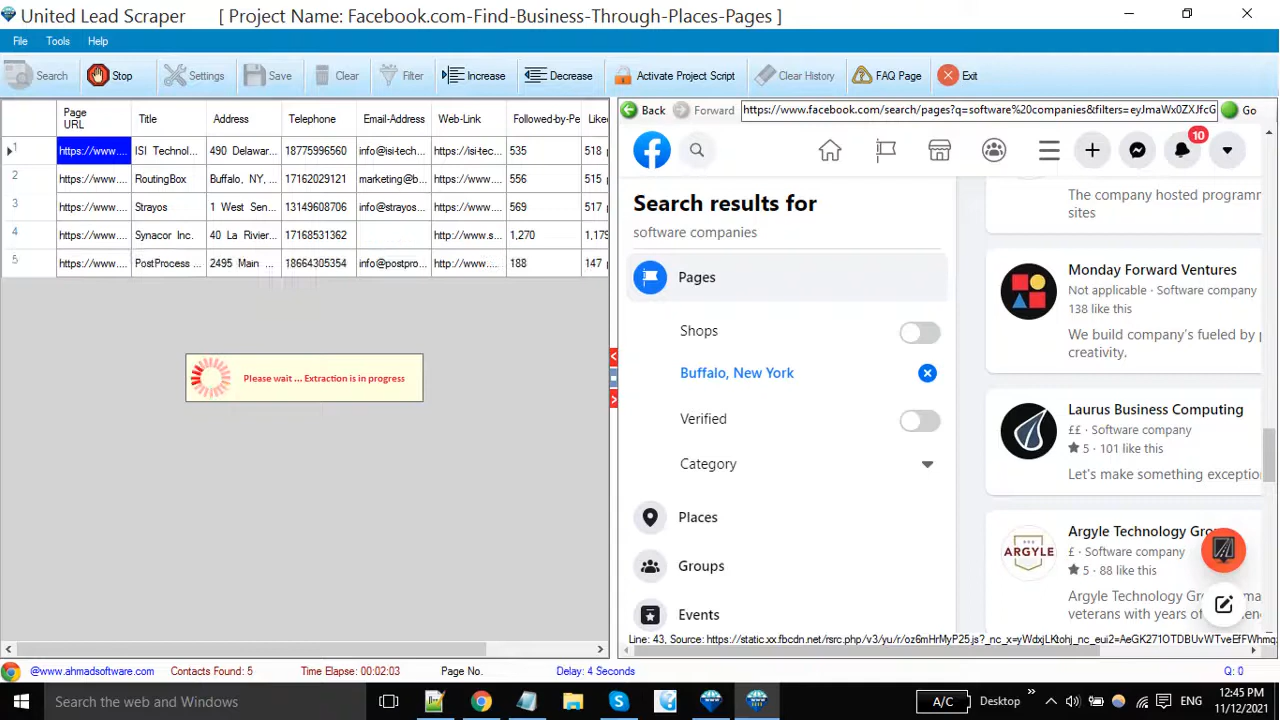 United Lead Scraper [ Project Name: Facebook.com-Find-Business-Through-Places-Pages ]
File Tools Help
Search Stop Settings Save Clear Filter Increase Decrease Activate Project Script Clear History FAQ Page Exit
Page URL Title Address Telephone Email-Address Web-Link Followed-by-Pe Like
1 https://www.... ISI Technol... 490 Delawar... 18775996560 info@isi-tech... https://isi-tec... 535 518 p
2 https://www.... RoutingBox Buffalo, NY, ... 17162029121 marketing@b... https://www.... 556 515 p
3 https://www.... Strayos 1 West Sen... 13149608706 info@strayos... https://www.... 569 517 p
4 https://www.... Synacor Inc. 40 La Rivier... 17168531362 http://www.s... 1,270 1,179
5 https://www.... PostProcess ... 2495 Main ... 18664305354 info@postpro... http://www.... 188 147 p
Please wait ... Extraction is in progress
Back Forward https://www.facebook.com/search/pages?q=software%20companies&filters=eyJmaWx0ZXJfcG Go
10
Search results for
software companies
Pages
Shops
Buffalo, New York
Verified
Category
Places
Groups
Events
The company hosted programm
sites
Monday Forward Ventures
Not applicable · Software company
138 like this
We build company's fueled by p
creativity.
Laurus Business Computing
££ · Software company
5 · 101 like this
Let's make something exceptio
ARGYLE
Argyle Technology Gro
£ · Software company
5 · 88 like this
Argyle Technology Gr
veterans with years of
@www.ahmadsoftware.com Contacts Found: 5 Time Elapse: 00:02:03 Page No. Delay: 4 Seconds Q: 0
Search the web and Windows
A/C Desktop ENG
12:45 PM
11/12/2021